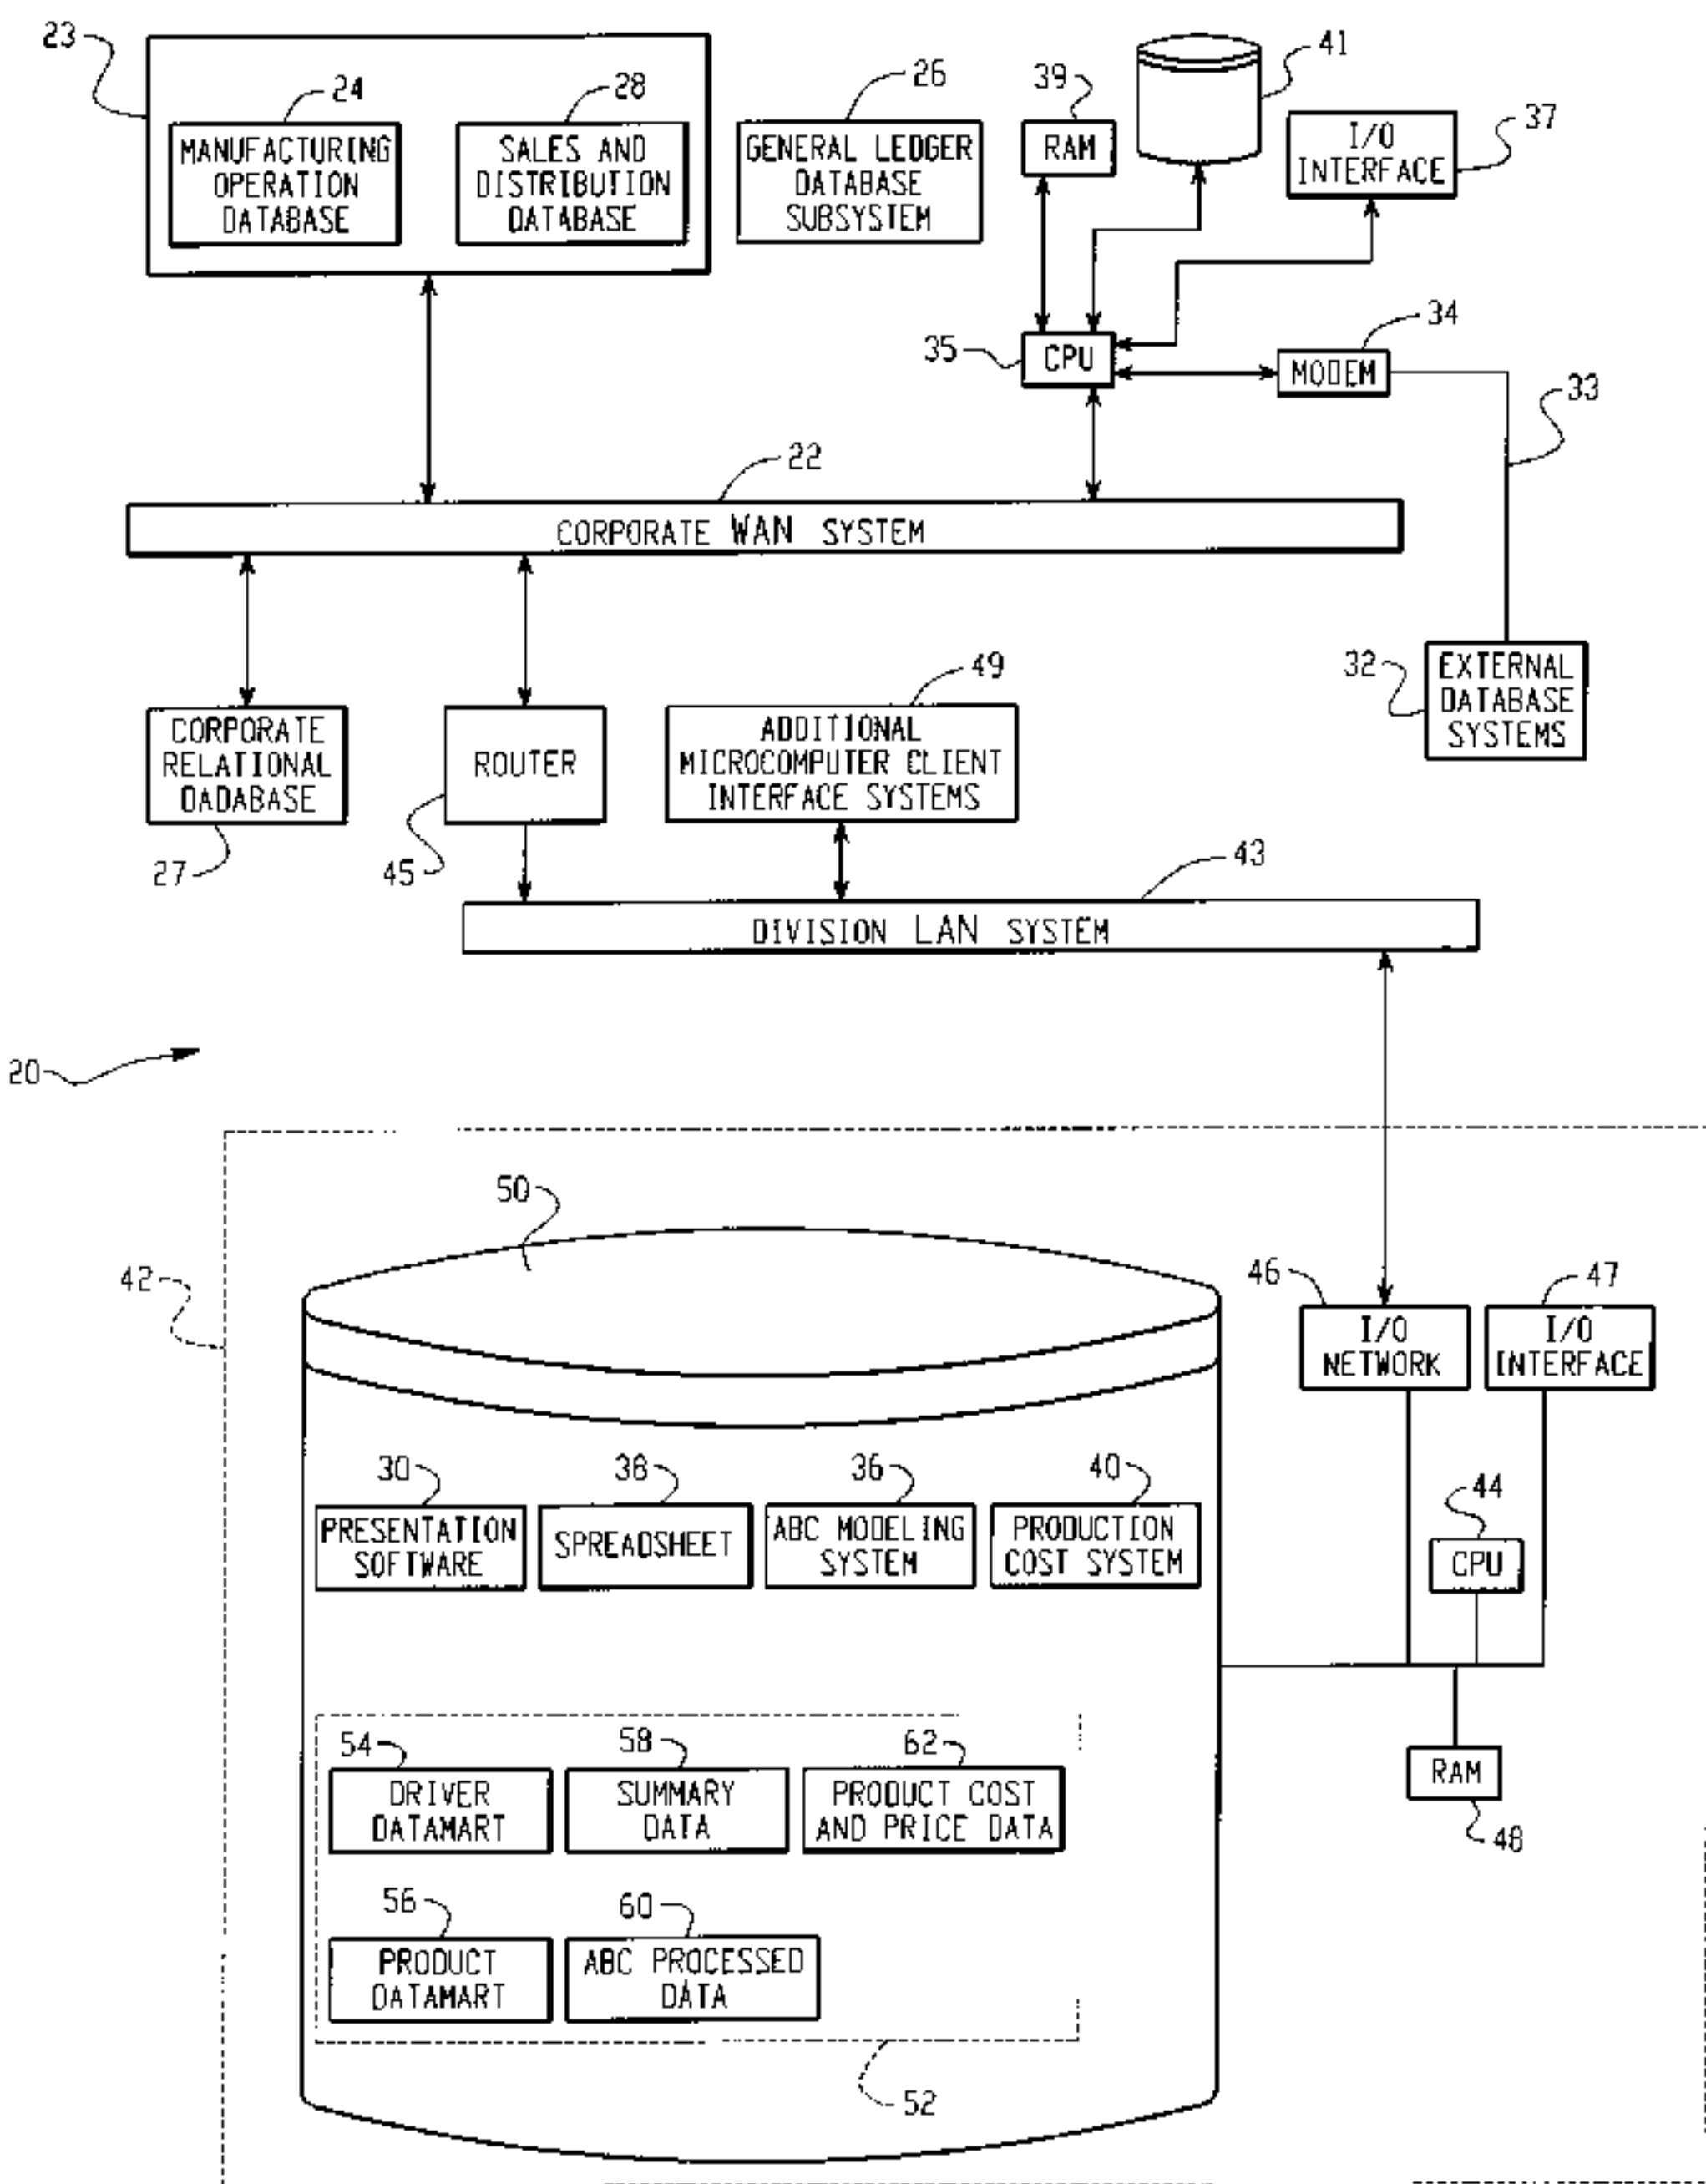 23
24
28
26
39
41
37
MANUFACTURING
OPERATION
DATABASE
SALES AND
DISTRIBUTION
DATABASE
GENERAL LEDGER
DATABASE
SUBSYSTEM
RAM
I/O
INTERFACE
35
CPU
34
MODEM
33
22
CORPORATE WAN SYSTEM
49
32
EXTERNAL
DATABASE
SYSTEMS
CORPORATE
RELATIONAL
DADABASE
ROUTER
ADDITIONAL
MICROCOMPUTER CLIENT
INTERFACE SYSTEMS
27
45
43
DIVISION LAN SYSTEM
20
42
50
46
47
I/O
NETWORK
I/O
INTERFACE
30
38
36
40
44
PRESENTATION
SOFTWARE
SPREADSHEET
ABC MODELING
SYSTEM
PRODUCTION
COST SYSTEM
CPU
54
58
62
DRIVER
DATAMART
SUMMARY
DATA
PRODUCT COST
AND PRICE DATA
RAM
48
56
60
PRODUCT
DATAMART
ABC PROCESSED
DATA
52